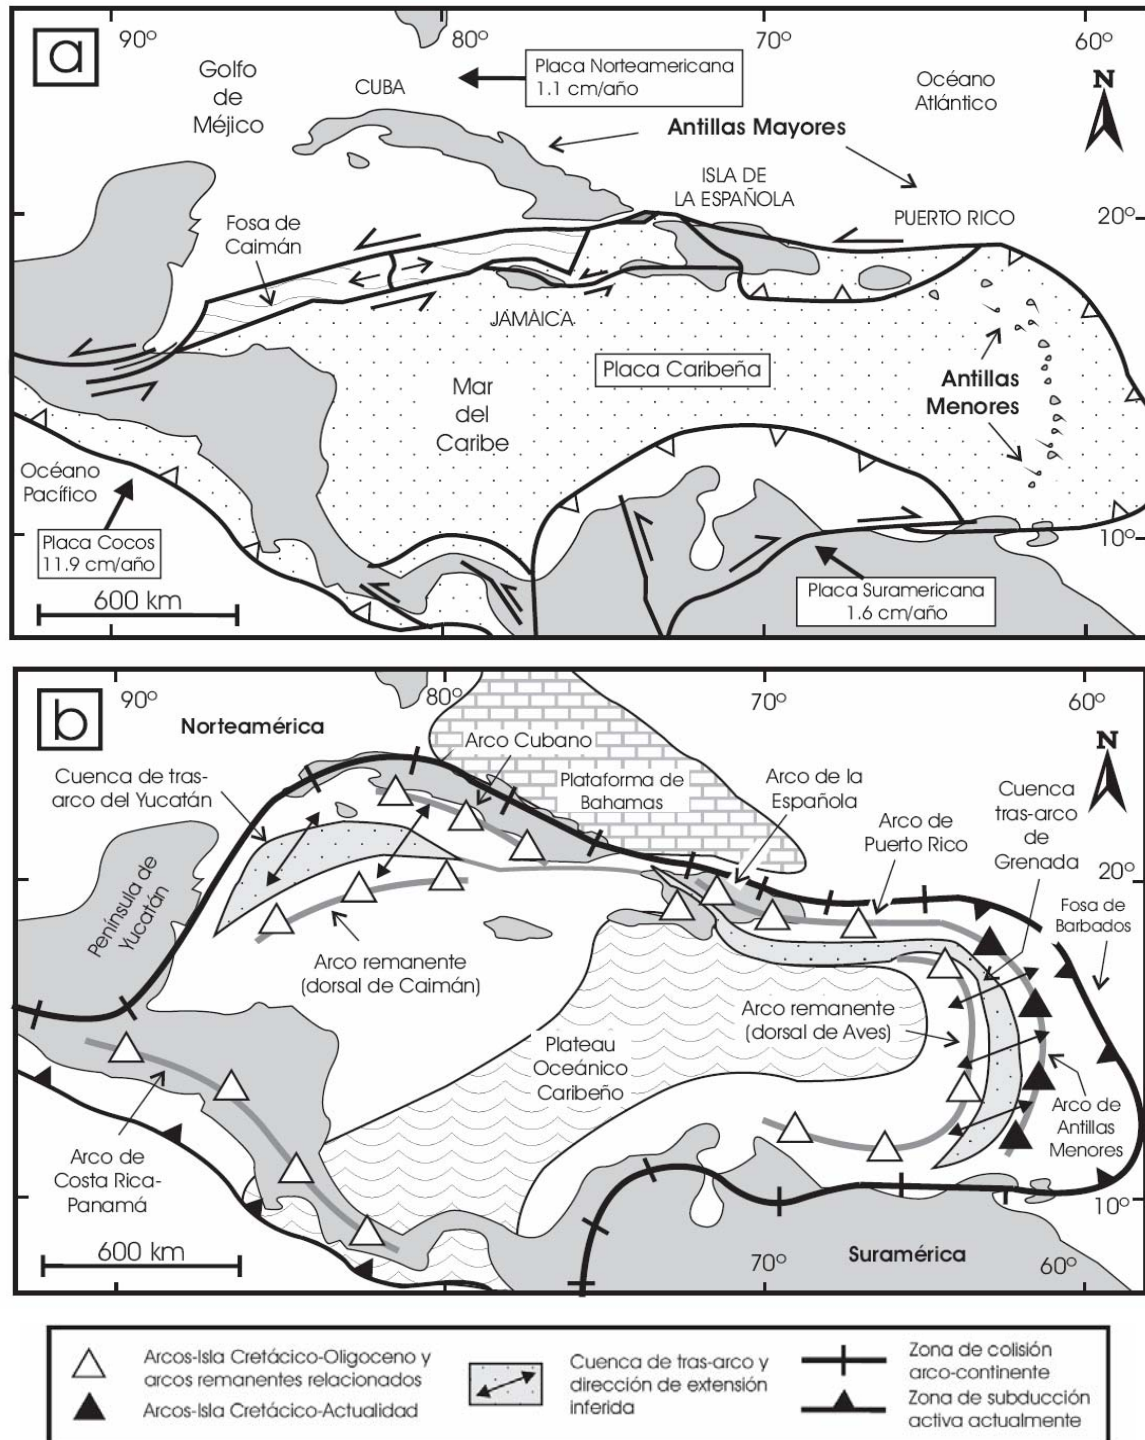 a
90º
80º
70º
60º
N
Golfo
de
Méjico
CUBA
Placa Norteamericana
1.1 cm/año
Océano
Atlántico
Antillas Mayores
ISLA DE
LA ESPAÑOLA
PUERTO RICO
20º
Fosa de
Caimán
JÁMAICA
Placa Caribeña
Mar
del
Caribe
Antillas
Menores
Océano
Pacífico
Placa Cocos
11.9 cm/año
10º
Placa Suramericana
1.6 cm/año
600 km
b
90º
80º
70º
60º
N
Norteamérica
Arco Cubano
Cuenca de tras-
arco del Yucatán
Plataforma de
Bahamas
Arco de la
Española
Cuenca
tras-arco
de
Grenada
Arco de
Puerto Rico
20º
Península de
Yucatán
Fosa de
Barbados
Arco remanente
(dorsal de Caimán)
Arco remanente
(dorsal de Aves)
Plateau
Oceánico
Caribeño
Arco de
Antillas
Menores
Arco de
Costa Rica-
Panamá
10º
600 km
70º
Suramérica
60º
Arcos-Isla Cretácico-Oligoceno y
arcos remanentes relacionados
Arcos-Isla Cretácico-Actualidad
Cuenca de tras-arco y
dirección de extensión
inferida
Zona de colisión
arco-continente
Zona de subducción
activa actualmente